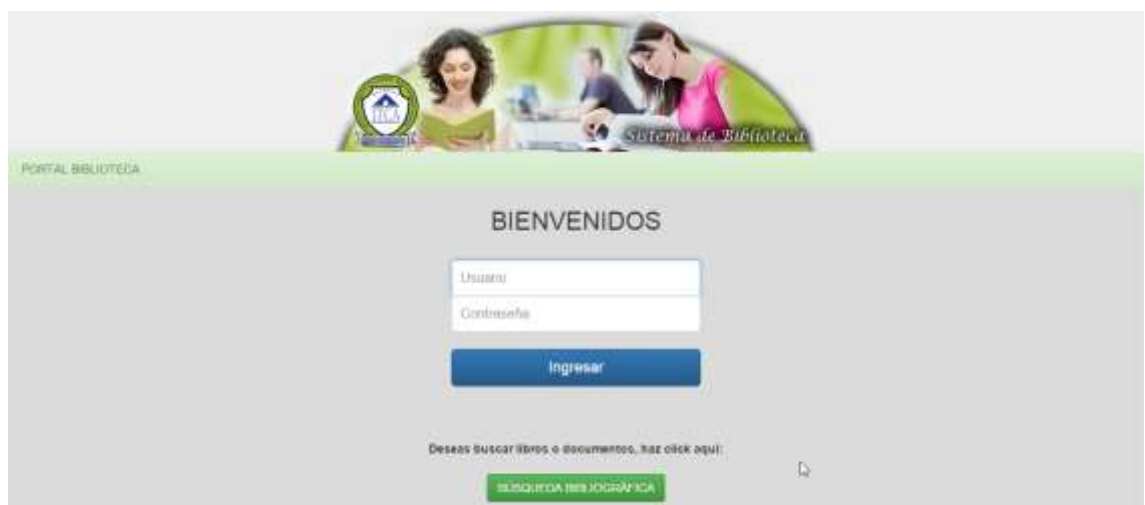 Sistema de Biblioteca
PORTAL BIBLIOTECA
BIENVENIDOS
Usuario
Contraseña
Ingresar
Deseas buscar libros o documentos, haz click aquí:
BÚSQUEDA BIBLIOGRÁFICA